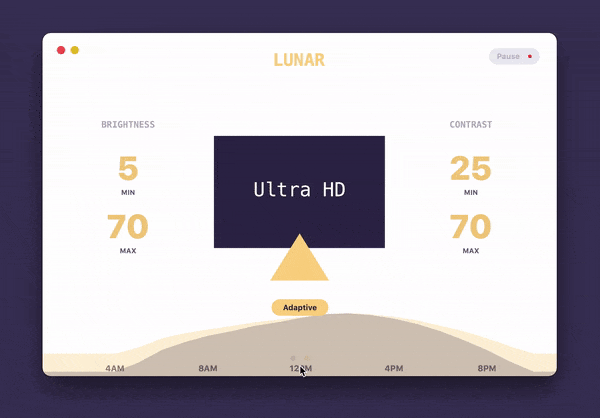 LUNAR
Pause
BRIGHTNESS
5
MIN
70
MAX
Ultra HD
CONTRAST
25
MIN
70
MAX
Adaptive
4AM 8AM 12PM 4PM 8PM